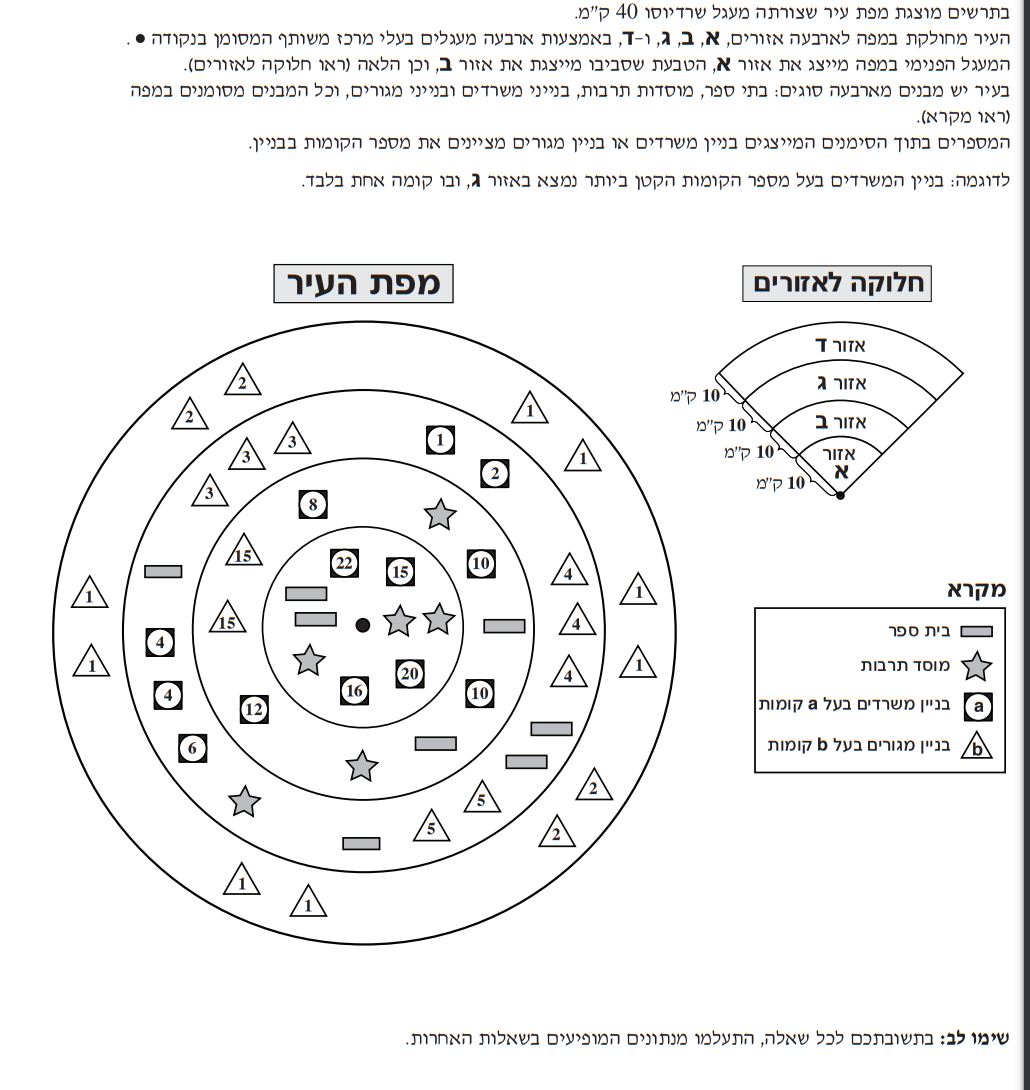 בתרשים מוצגת מפת עיר שצורתה מעגל שרדיוסו 40 ק"מ.
העיר מחולקת במפה לארבעה אזורים, א, ב, ג, ו-ד, באמצעות ארבעה מעגלים בעלי מרכז משותף המסומן בנקודה • .
המעגל הפנימי במפה מייצג את אזור א, הטבעת שסביבו מייצגת את אזור ב, וכן הלאה (ראו חלוקה לאזורים).
בעיר יש מבנים מארבעה סוגים: בתי ספר, מוסדות תרבות, בנייני משרדים ובנייני מגורים, וכל המבנים מסומנים במפה
(ראו מקרא).
המספרים בתוך הסימנים המייצגים בניין משרדים או בניין מגורים מציינים את מספר הקומות בבניין.
לדוגמה: בניין המשרדים בעל מספר הקומות הקטן ביותר נמצא באזור ג, ובו קומה אחת בלבד.
חלוקה לאזורים
אזור ד
אזור ג
אזור ב
אזור
א
10 ק"מ
10 ק"מ
10 ק"מ
10 ק"מ
מפת העיר
2
2
1
1
3
3
3
1
2
8
15
22
15
10
4
1
1
15
4
4
1
1
4
4
6
12
16
20
10
5
5
2
2
1
1
מקרא
בית ספר
מוסד תרבות
a בניין משרדים בעל a קומות
b בניין מגורים בעל b קומות
שימו לב: בתשובתכם לכל שאלה, התעלמו מנתונים המופיעים בשאלות האחרות.